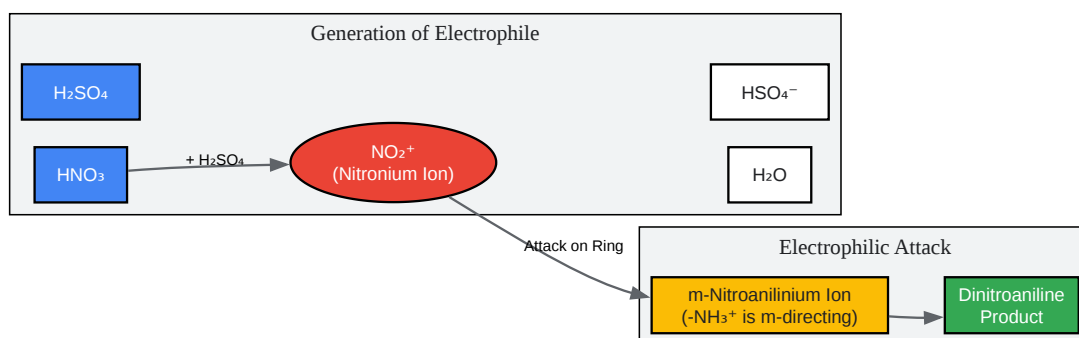 Generation of Electrophile
H₂SO₄
HSO₄⁻
HNO₃
+ H₂SO₄
NO₂⁺
(Nitronium Ion)
H₂O
Attack on Ring
Electrophilic Attack
m-Nitroanilinium Ion
(-NH₃⁺ is m-directing)
Dinitroaniline
Product